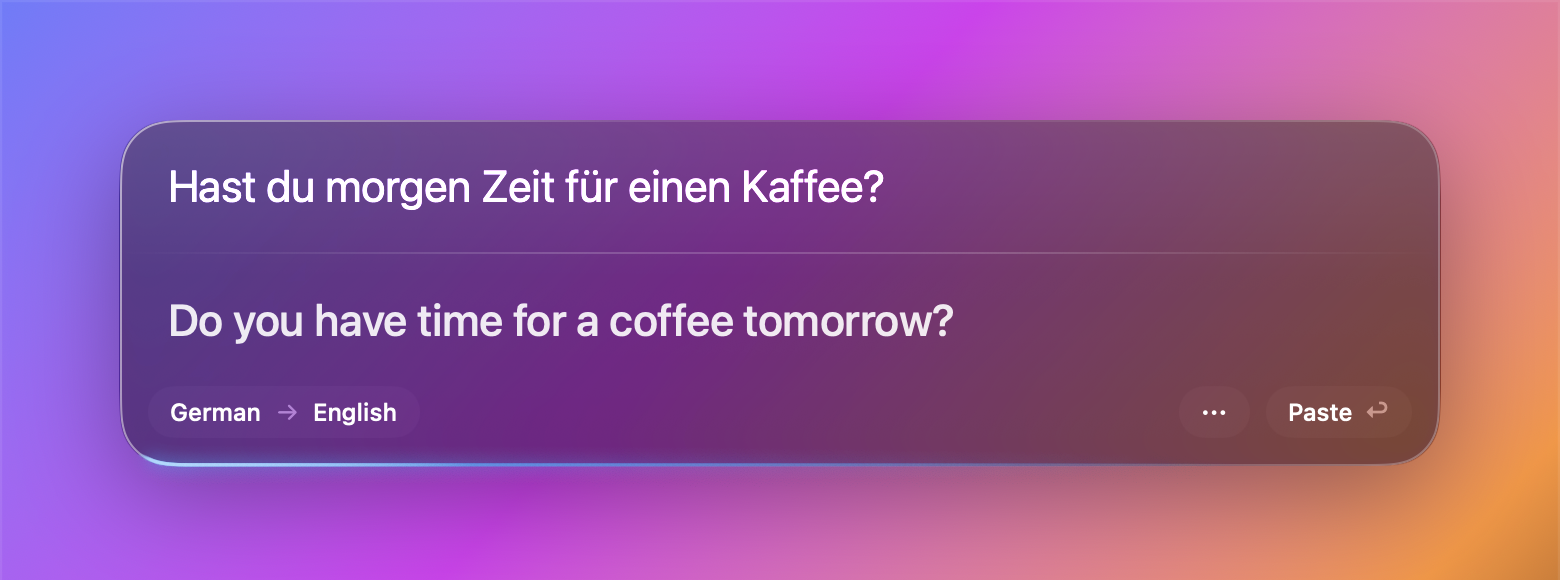 Hast du morgen Zeit für einen Kaffee?
Do you have time for a coffee tomorrow?
German → English
... Paste ↩